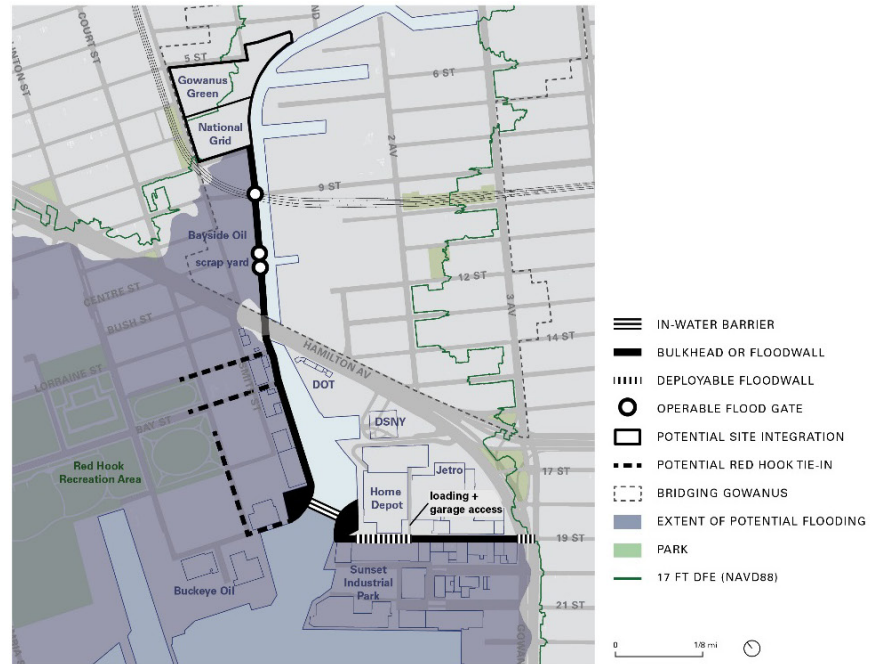 LINTON ST
COURT ST
ND
5 ST
Gowanus
Green
National
Grid
6 ST
2 AV
9 ST
Bayside Oil
scrap yard
12 ST
3 AV
CENTRE ST
BUSH ST
14 ST
HAMILTON AV
LORRAINE ST
SMITH ST
DOT
BAY ST
DSNY
Red Hook
Recreation Area
17 ST
Jetro
Home
Depot
loading +
garage access
19 ST
Sunset
Industrial
Park
Buckeye Oil
21 ST
GOWAN
IN-WATER BARRIER
BULKHEAD OR FLOODWALL
DEPLOYABLE FLOODWALL
OPERABLE FLOOD GATE
POTENTIAL SITE INTEGRATION
POTENTIAL RED HOOK TIE-IN
BRIDGING GOWANUS
EXTENT OF POTENTIAL FLOODING
PARK
17 FT DFE (NAVD88)
0 1/8 mi